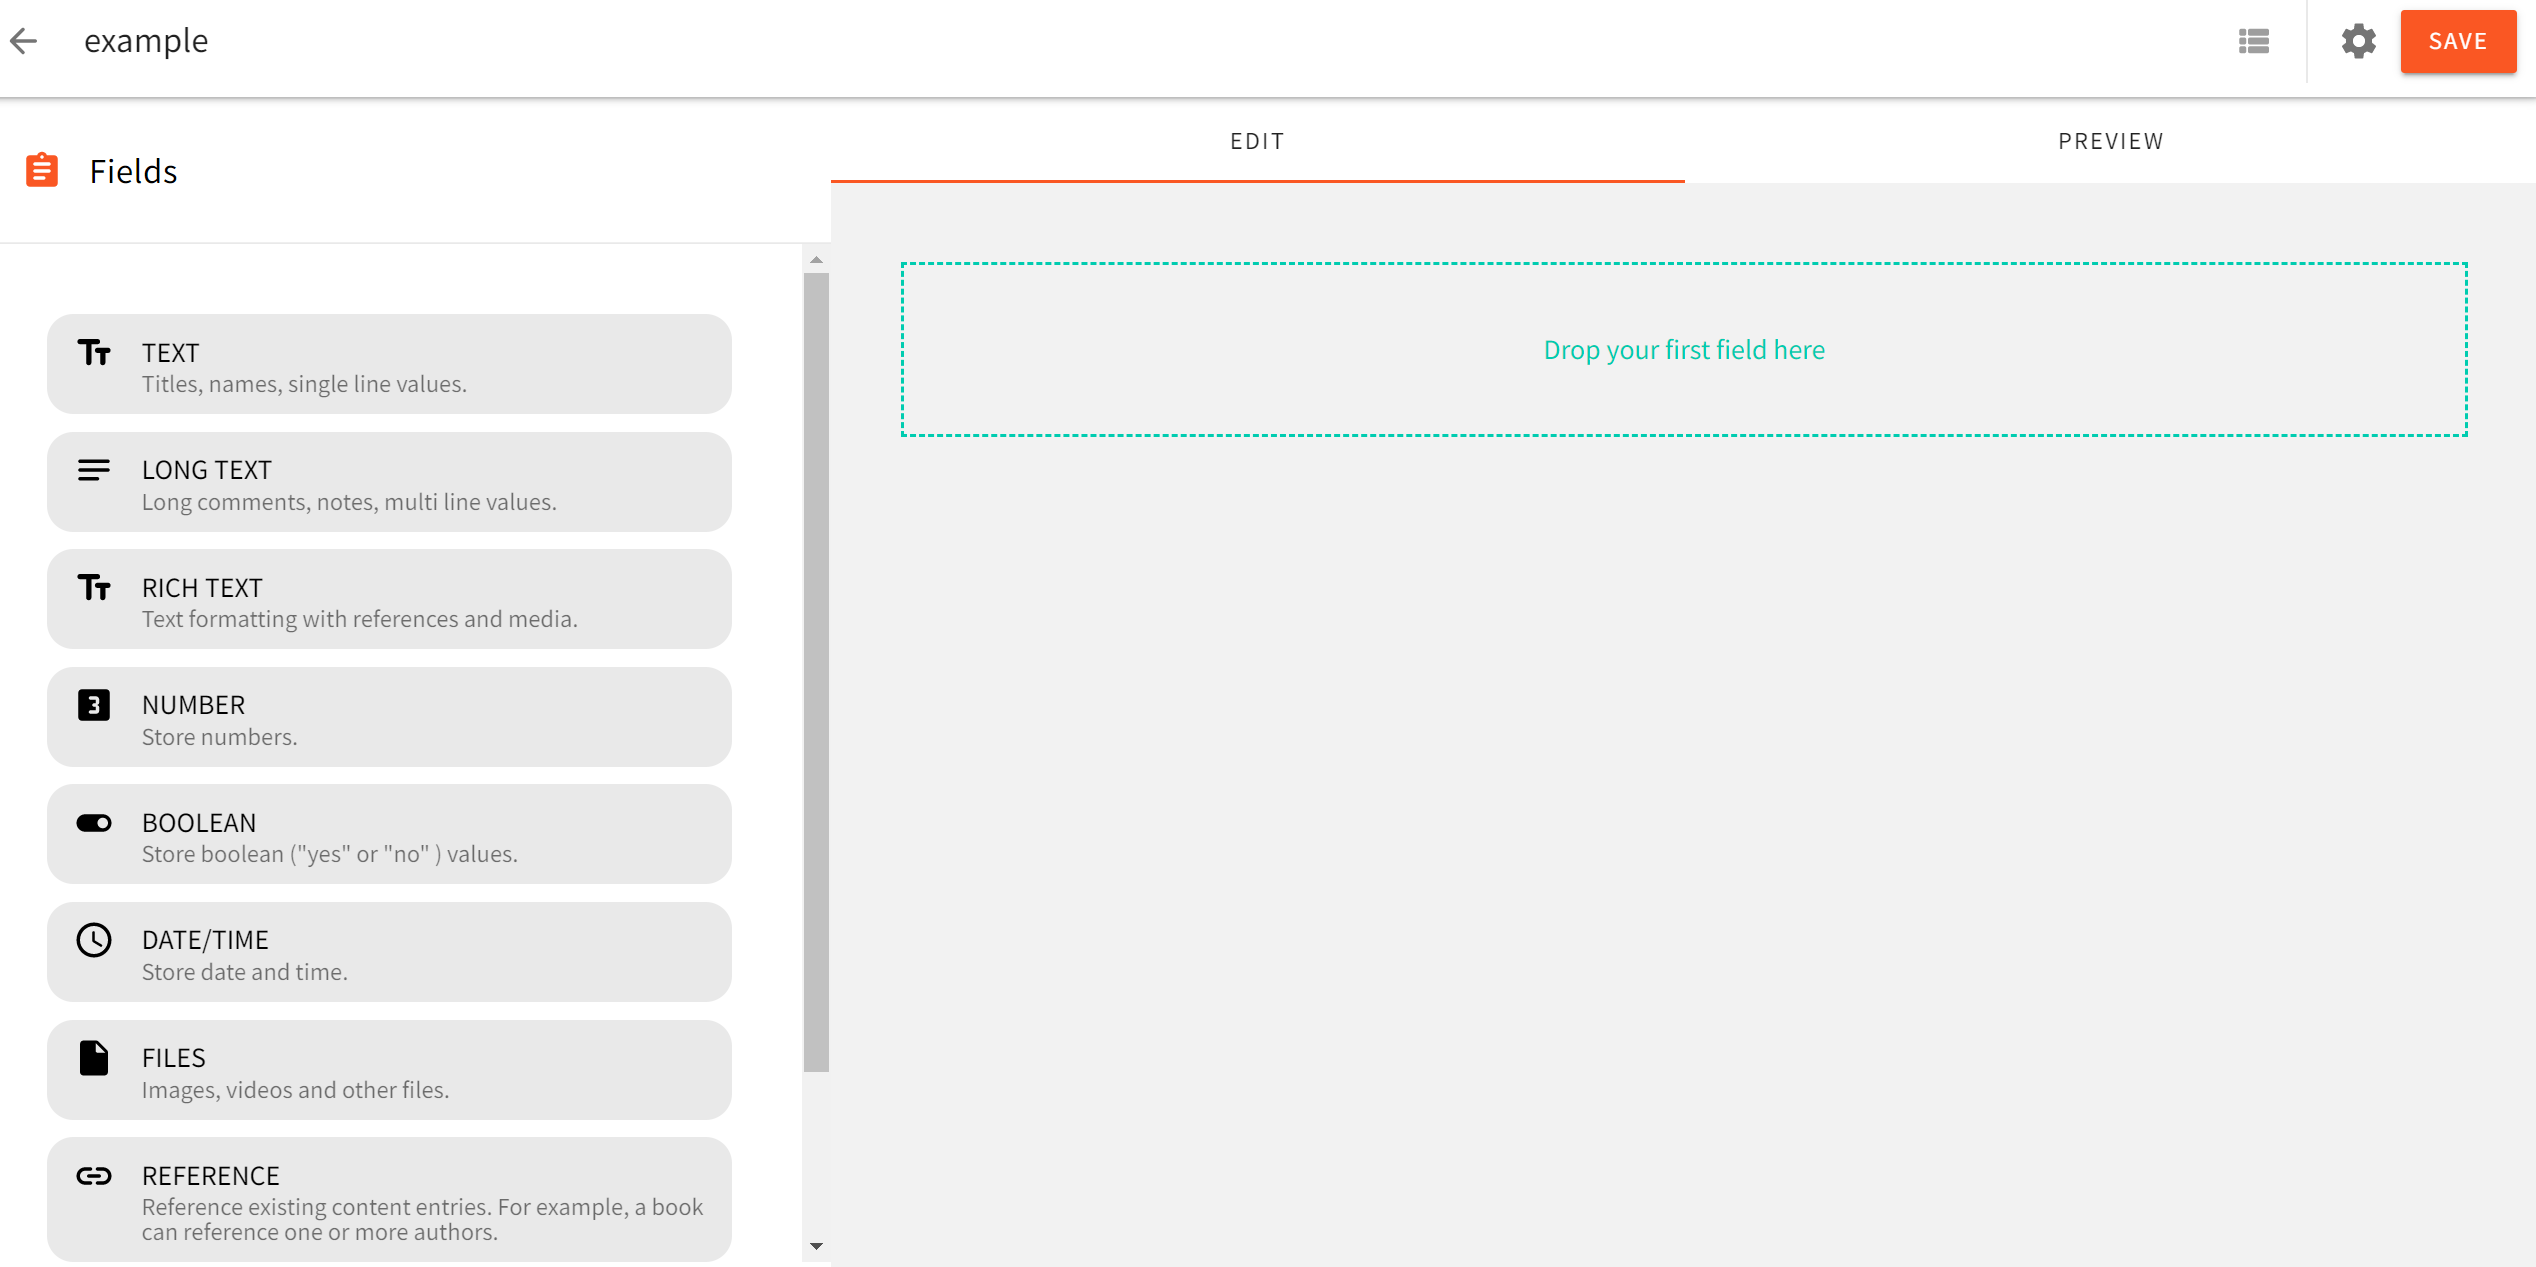 example
SAVE
Fields
EDIT
PREVIEW
Drop your first field here
TEXT
Titles, names, single line values.
LONG TEXT
Long comments, notes, multi line values.
RICH TEXT
Text formatting with references and media.
3
NUMBER
Store numbers.
BOOLEAN
Store boolean ("yes" or "no" ) values.
DATE/TIME
Store date and time.
FILES
Images, videos and other files.
REFERENCE
Reference existing content entries. For example, a book
can reference one or more authors.